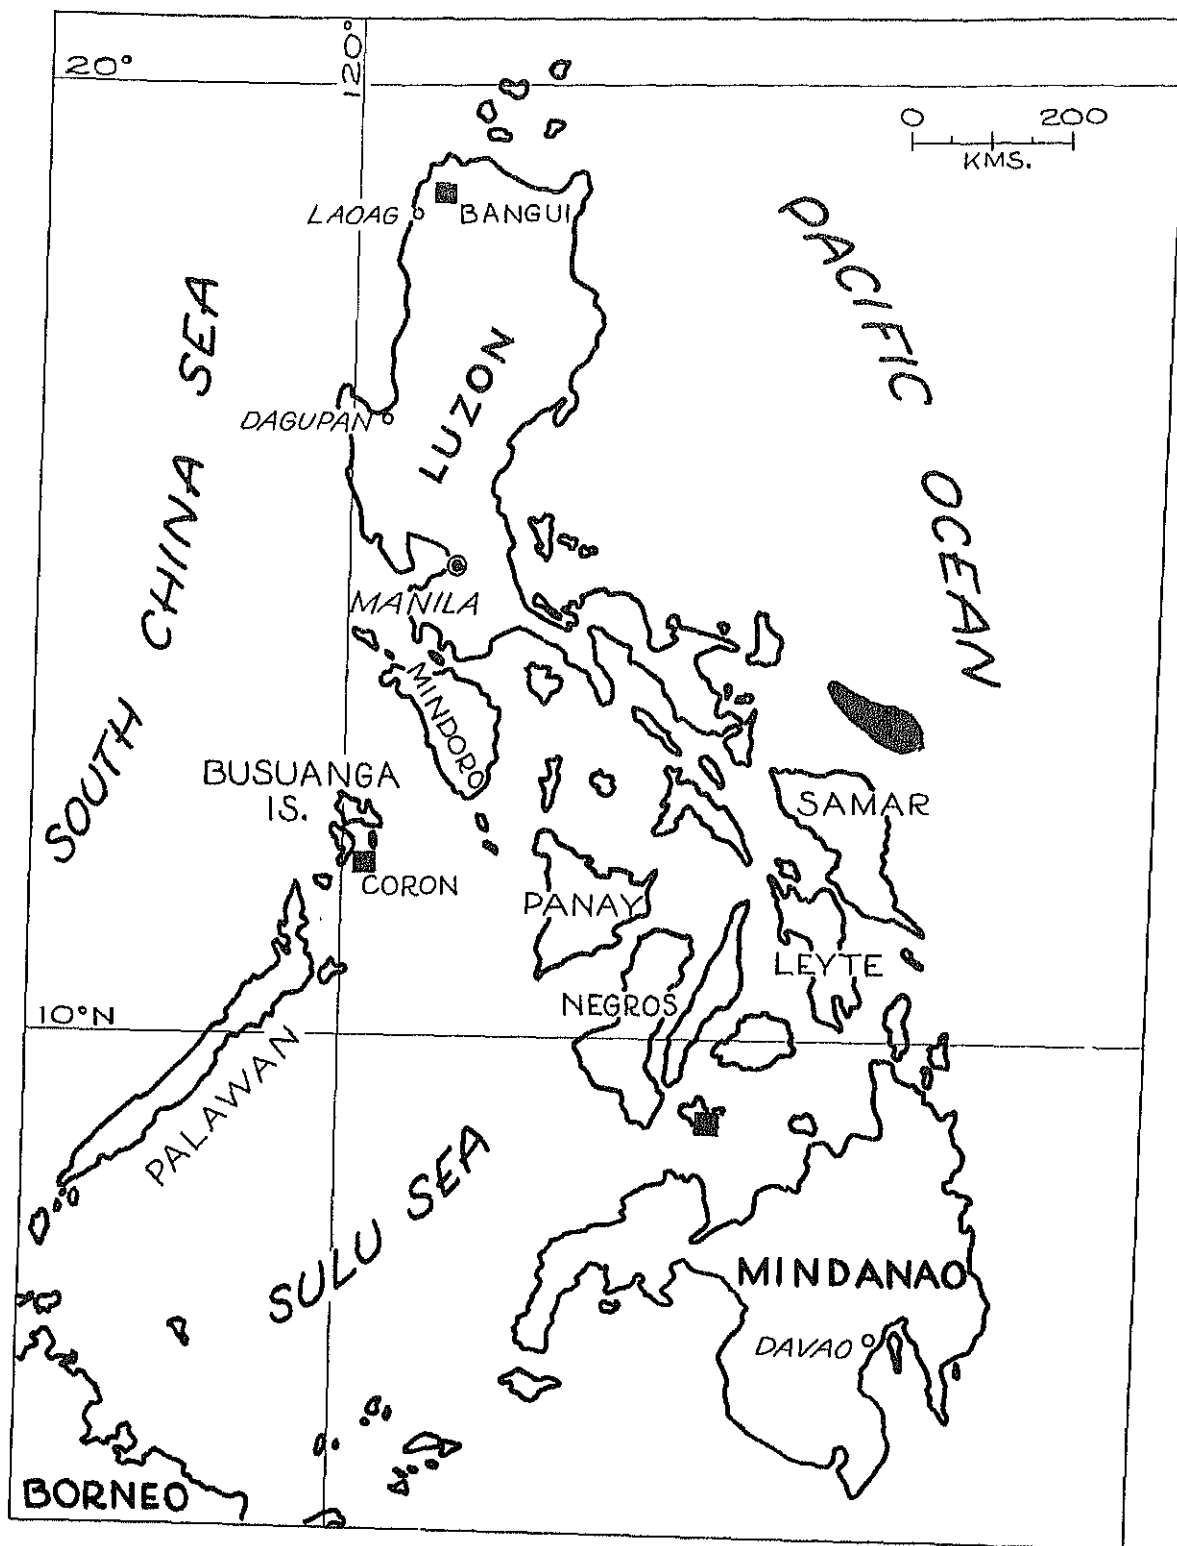 20°
120°
0 200
KMS.
LAOAG
BANGUI
PACIFIC
OCEAN
SOUTH CHINA SEA
LUZON
DAGUPAN
MANILA
MINDORO
BUSUANGA
IS.
CORON
SAMAR
PANAY
LEYTE
NEGROS
10°N
PALAWAN
SULU SEA
MINDANAO
DAVAO
BORNEO